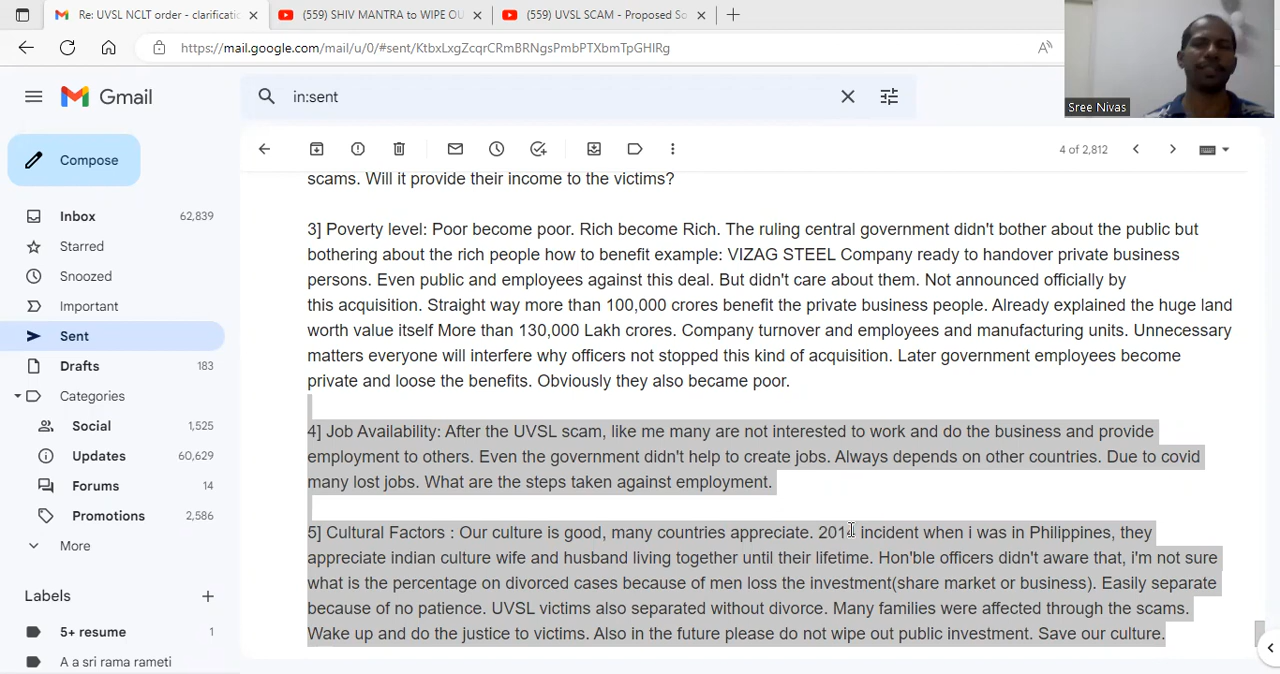 Re: UVSL NCLT order - clarificati
(559) SHIV MANTRA to WIPE OU
(559) UVSL SCAM - Proposed So
https://mail.google.com/mail/u/0/#sent/KtbxLxgZcqrCRmBRNgsPmbPTXbmTpGHlRg
Sree Nivas
Gmail
in:sent
Compose
4 of 2,812
Inbox 62,839
Starred
Snoozed
Important
Sent
Drafts 183
Categories
Social 1,525
Updates 60,629
Forums 14
Promotions 2,586
More
Labels
5+ resume 1
A a sri rama rameti
scams. Will it provide their income to the victims?
3] Poverty level: Poor become poor. Rich become Rich. The ruling central government didn't bother about the public but
bothering about the rich people how to benefit example: VIZAG STEEL Company ready to handover private business
persons. Even public and employees against this deal. But didn't care about them. Not announced officially by
this acquisition. Straight way more than 100,000 crores benefit the private business people. Already explained the huge land
worth value itself More than 130,000 Lakh crores. Company turnover and employees and manufacturing units. Unnecessary
matters everyone will interfere why officers not stopped this kind of acquisition. Later government employees become
private and loose the benefits. Obviously they also became poor.
4] Job Availability: After the UVSL scam, like me many are not interested to work and do the business and provide
employment to others. Even the government didn't help to create jobs. Always depends on other countries. Due to covid
many lost jobs. What are the steps taken against employment.
5] Cultural Factors : Our culture is good, many countries appreciate. 2014 incident when i was in Philippines, they
appreciate indian culture wife and husband living together until their lifetime. Hon'ble officers didn't aware that, i'm not sure
what is the percentage on divorced cases because of men loss the investment(share market or business). Easily separate
because of no patience. UVSL victims also separated without divorce. Many families were affected through the scams.
Wake up and do the justice to victims. Also in the future please do not wipe out public investment. Save our culture.